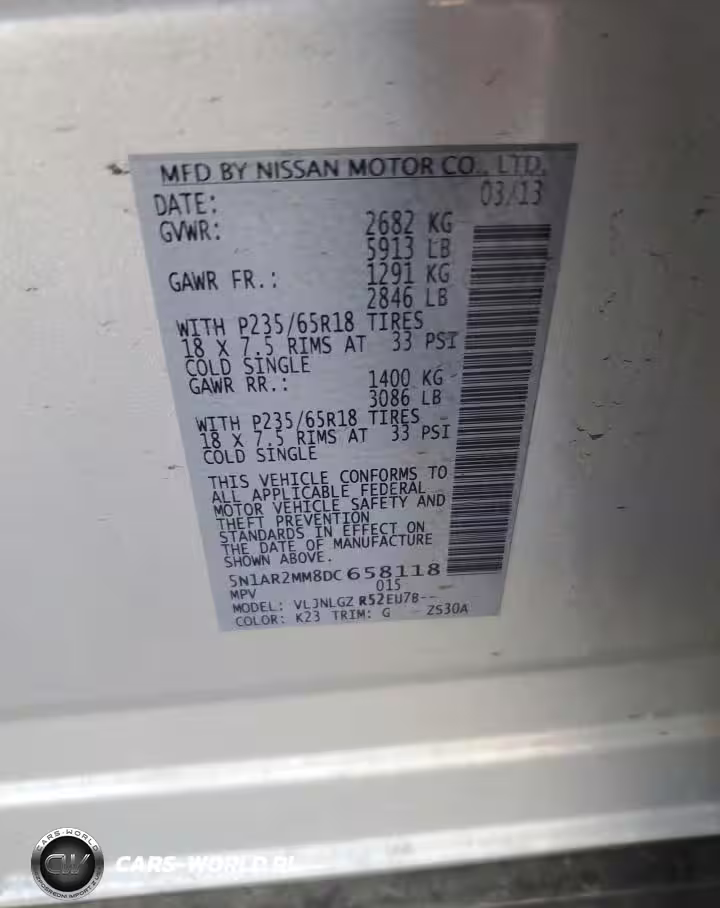 MFD BY NISSAN MOTOR CO., LTD.
DATE: 03/13
GVWR: 2682 KG
5913 LB
GAWR FR.: 1291 KG
2846 LB
WITH P235/65R18 TIRES
18 X 7.5 RIMS AT 33 PSI
COLD SINGLE
GAWR RR.: 1400 KG
3086 LB
WITH P235/65R18 TIRES
18 X 7.5 RIMS AT 33 PSI
COLD SINGLE
THIS VEHICLE CONFORMS TO
ALL APPLICABLE FEDERAL
MOTOR VEHICLE SAFETY AND
THEFT PREVENTION
STANDARDS IN EFFECT ON
THE DATE OF MANUFACTURE
SHOWN ABOVE.
5N1AR2MM8DC658118
MPV 015
MODEL: VLJNLGZ R52EU7B--
COLOR: K23 TRIM: G ZS30A
CARS-WORLD
CW
CARS-WORLD.PL